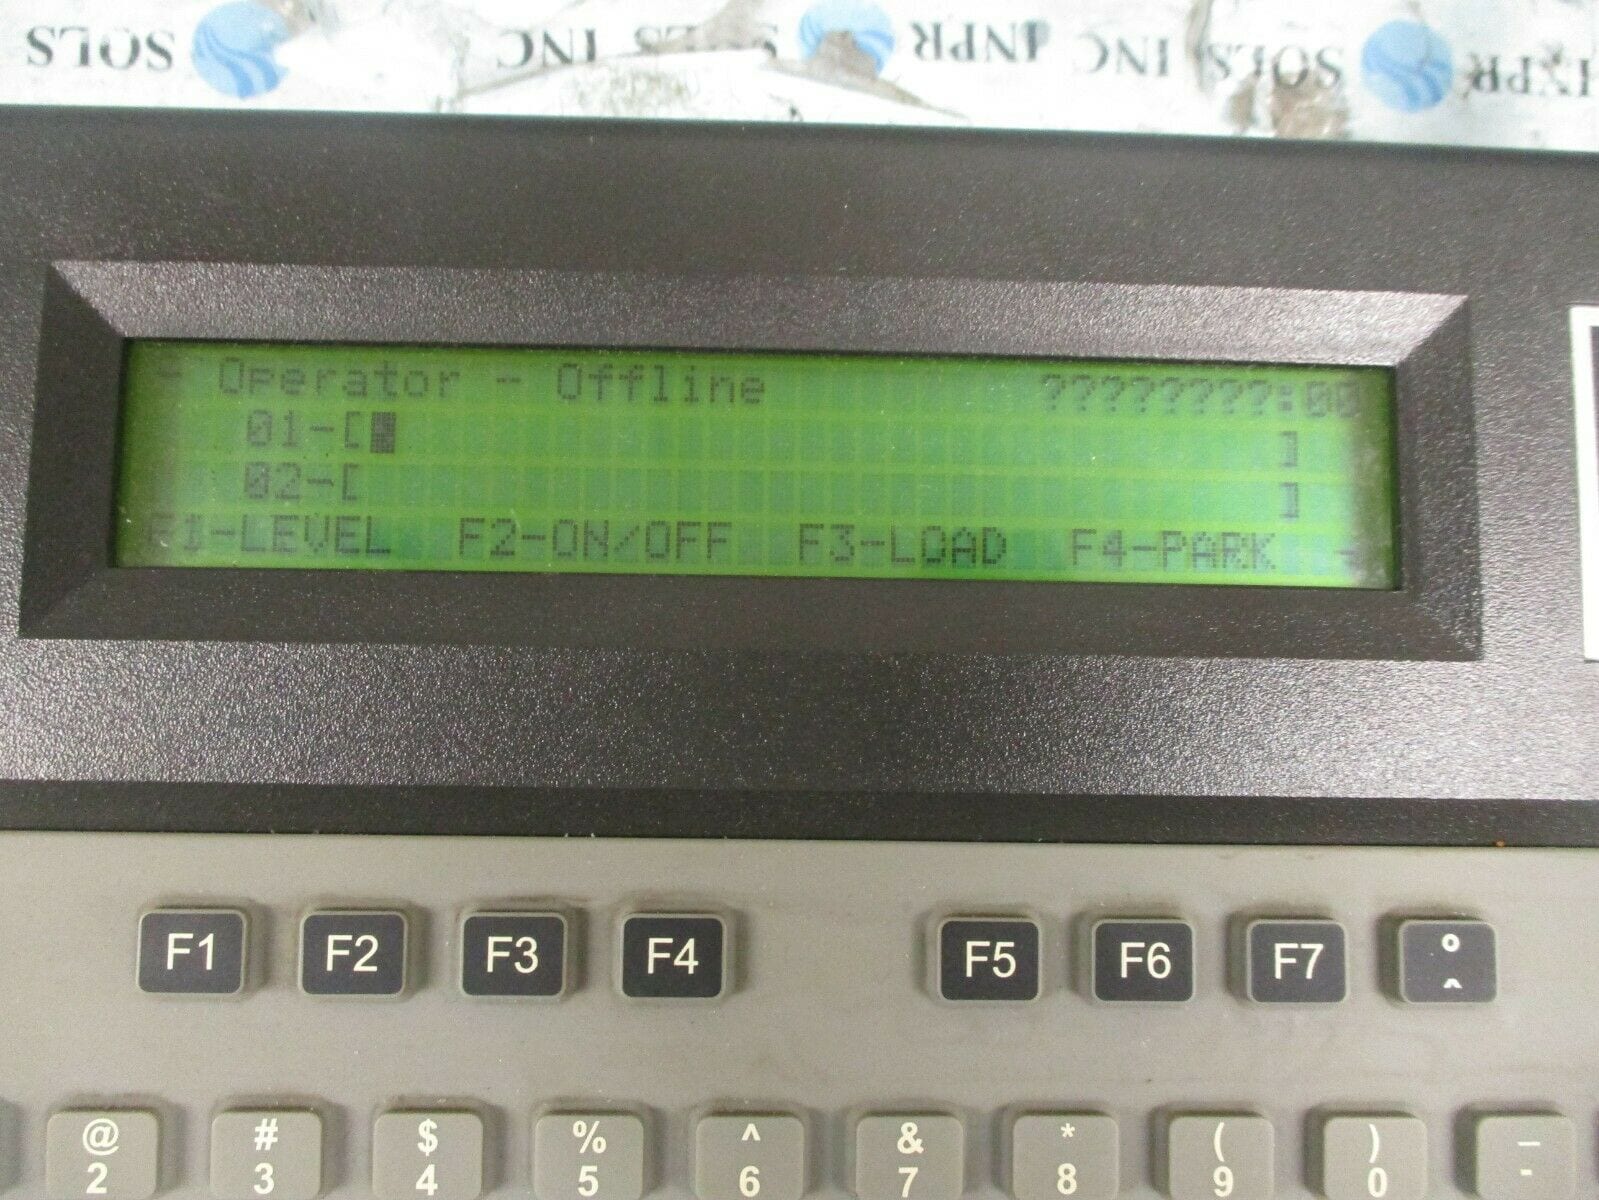 SOLS INC SOLS INPR INC SOLS INPR
- Operator - Offline ????????:00
01-[ ]
02-[ ]
F1-LEVEL F2-ON/OFF F3-LOAD F4-PARK
F1 F2 F3 F4 F5 F6 F7 ° ^
@ # $ % ^ & * ( ) _
2 3 4 5 6 7 8 9 0 -